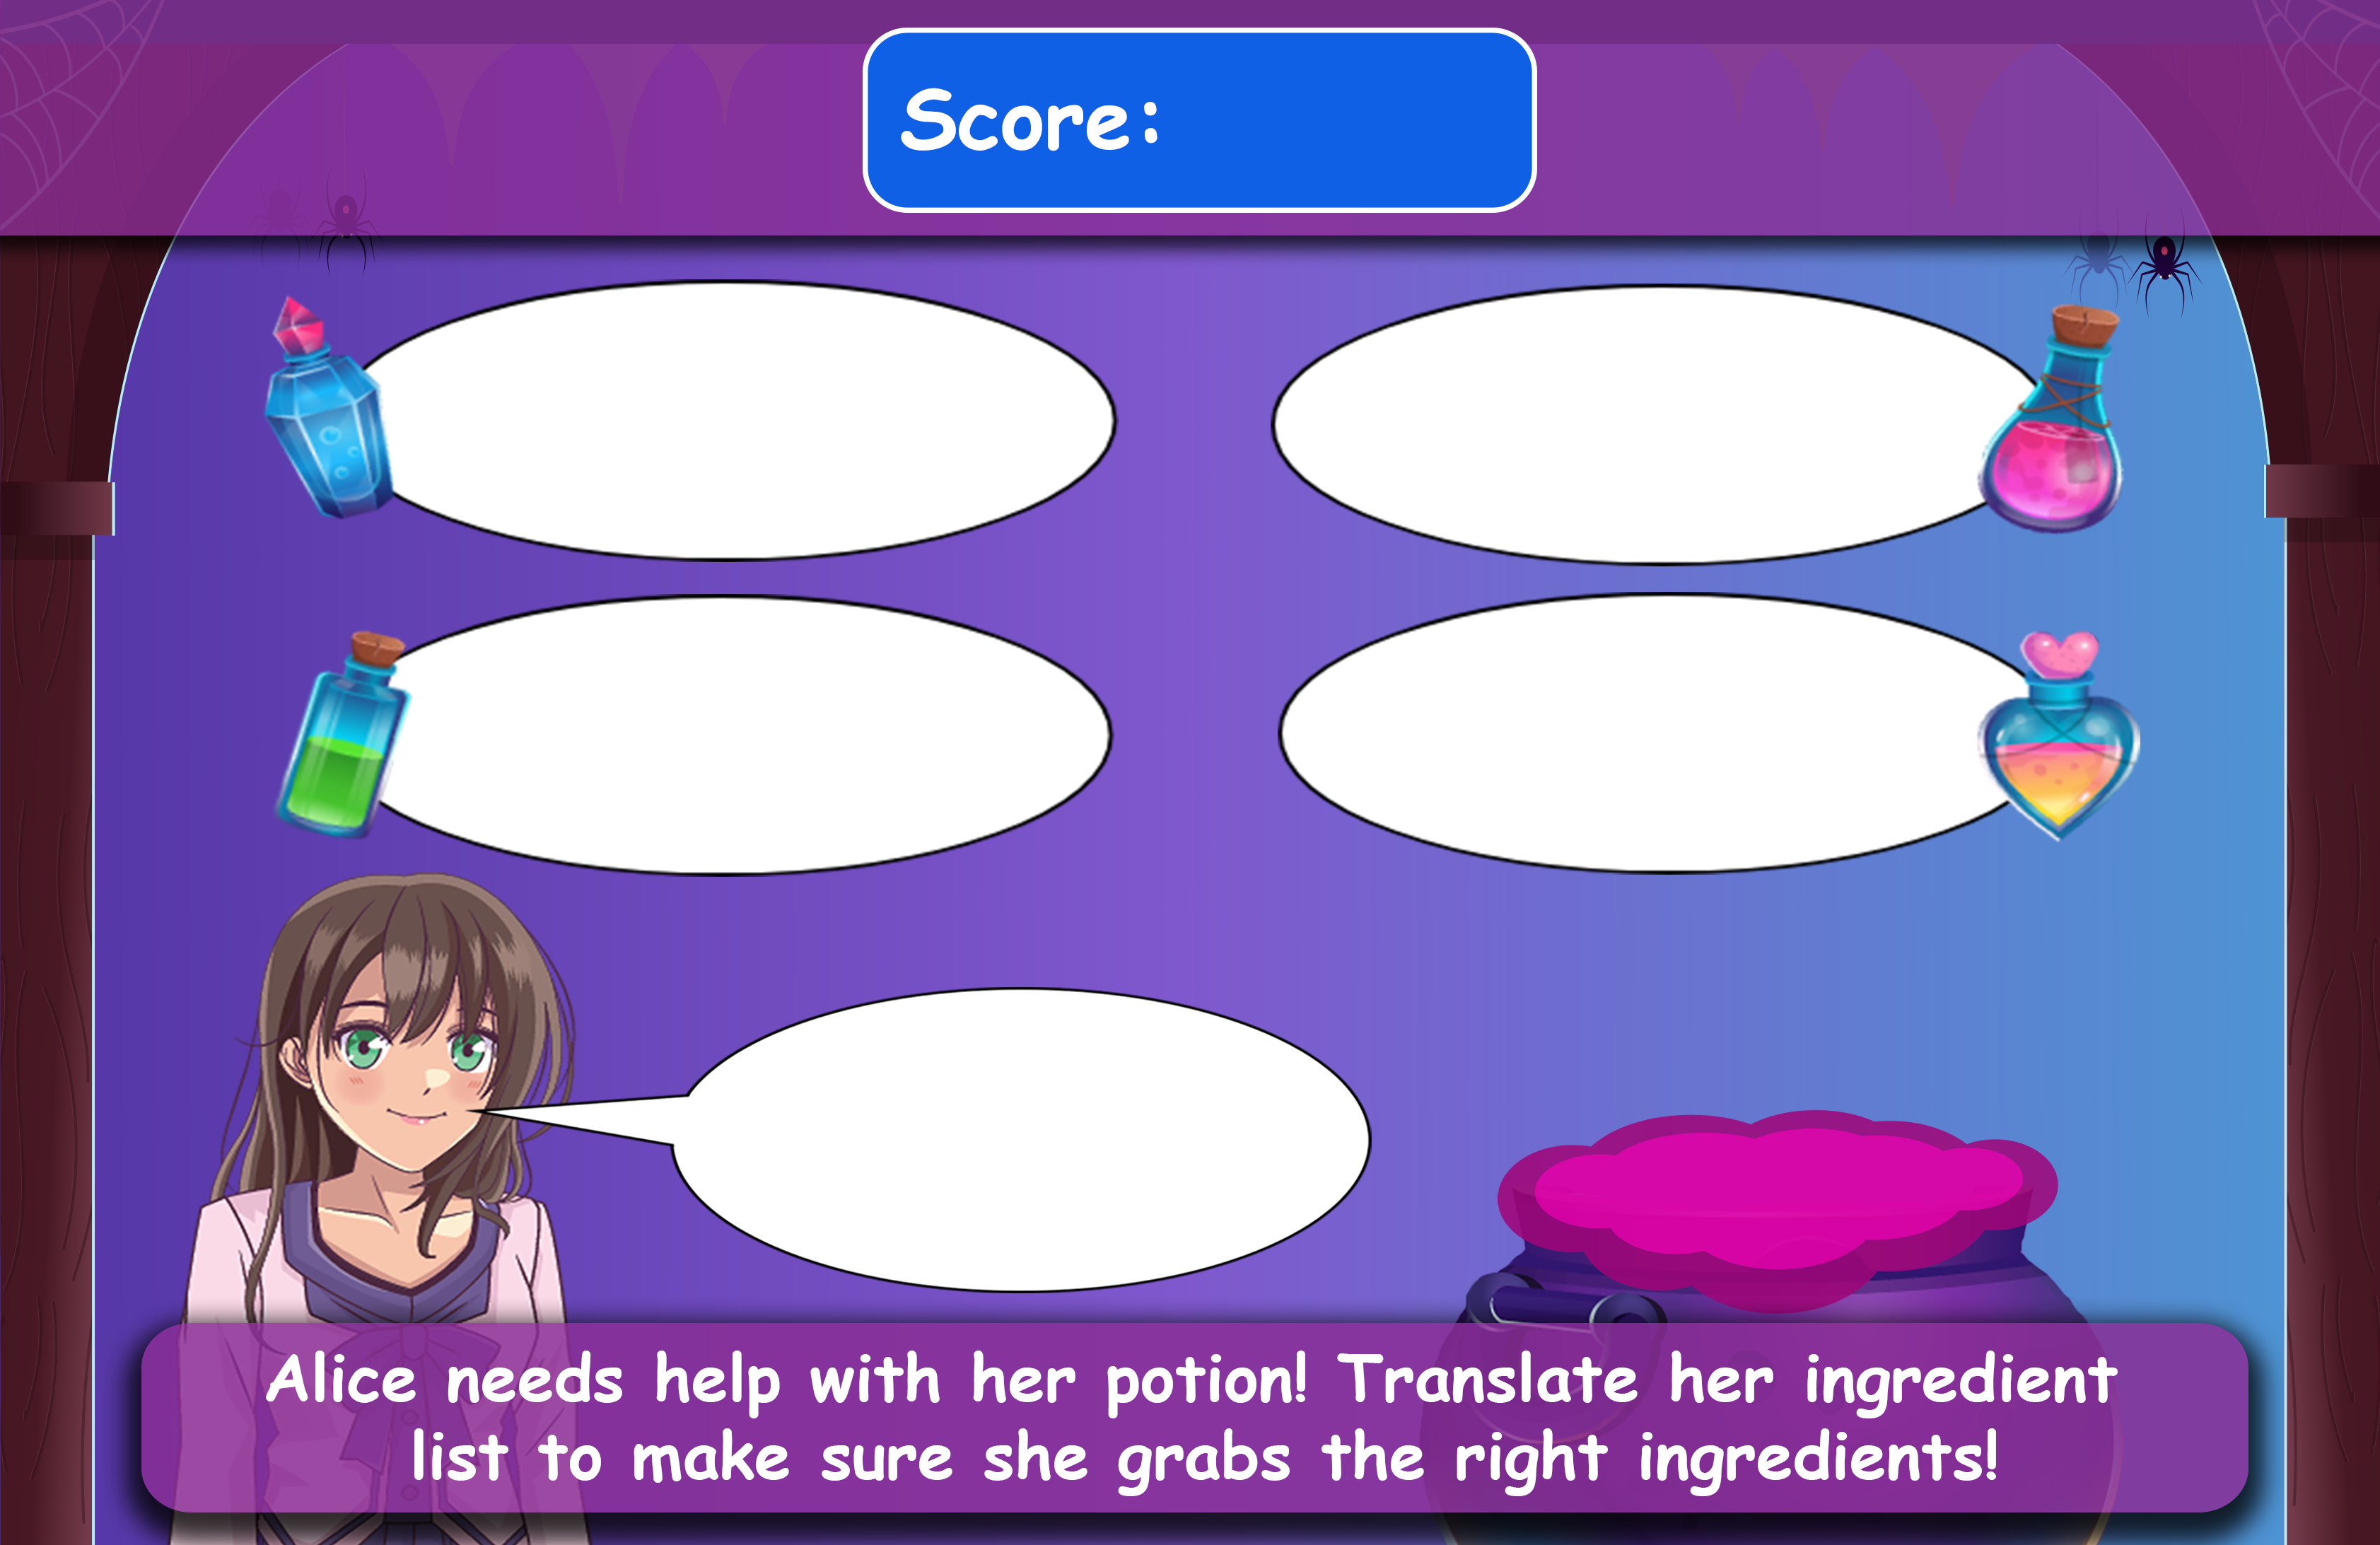 Score:
Alice needs help with her potion! Translate her ingredient
list to make sure she grabs the right ingredients!